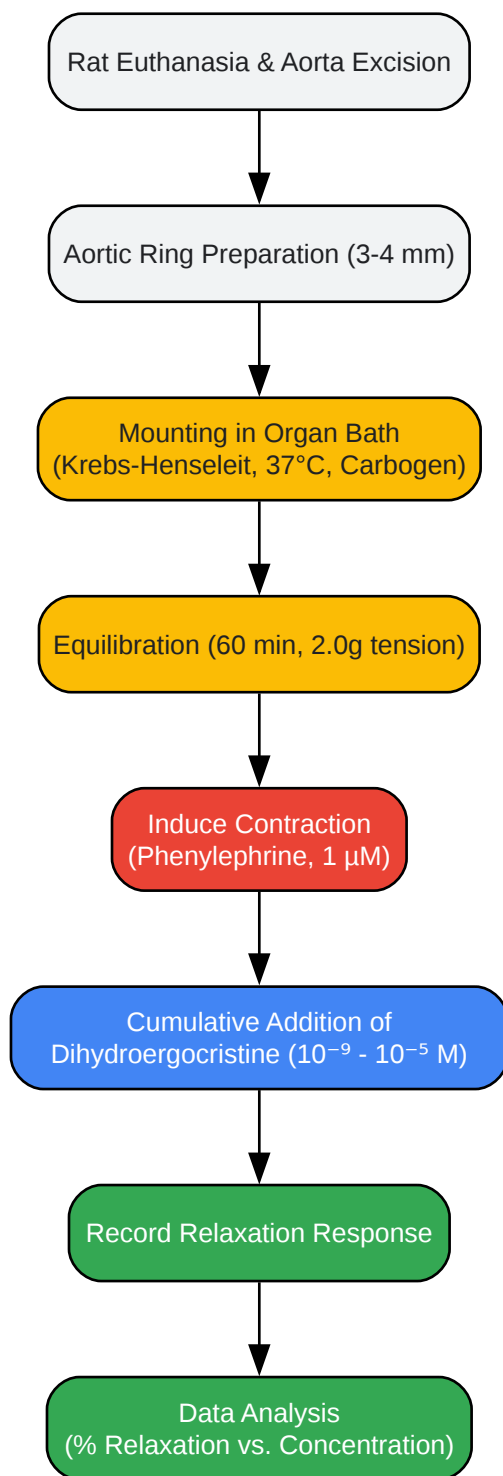 Rat Euthanasia & Aorta Excision
Aortic Ring Preparation (3-4 mm)
Mounting in Organ Bath
(Krebs-Henseleit, 37°C, Carbogen)
Equilibration (60 min, 2.0g tension)
Induce Contraction
(Phenylephrine, 1 µM)
Cumulative Addition of
Dihydroergocristine (10⁻⁹ - 10⁻⁵ M)
Record Relaxation Response
Data Analysis
(% Relaxation vs. Concentration)